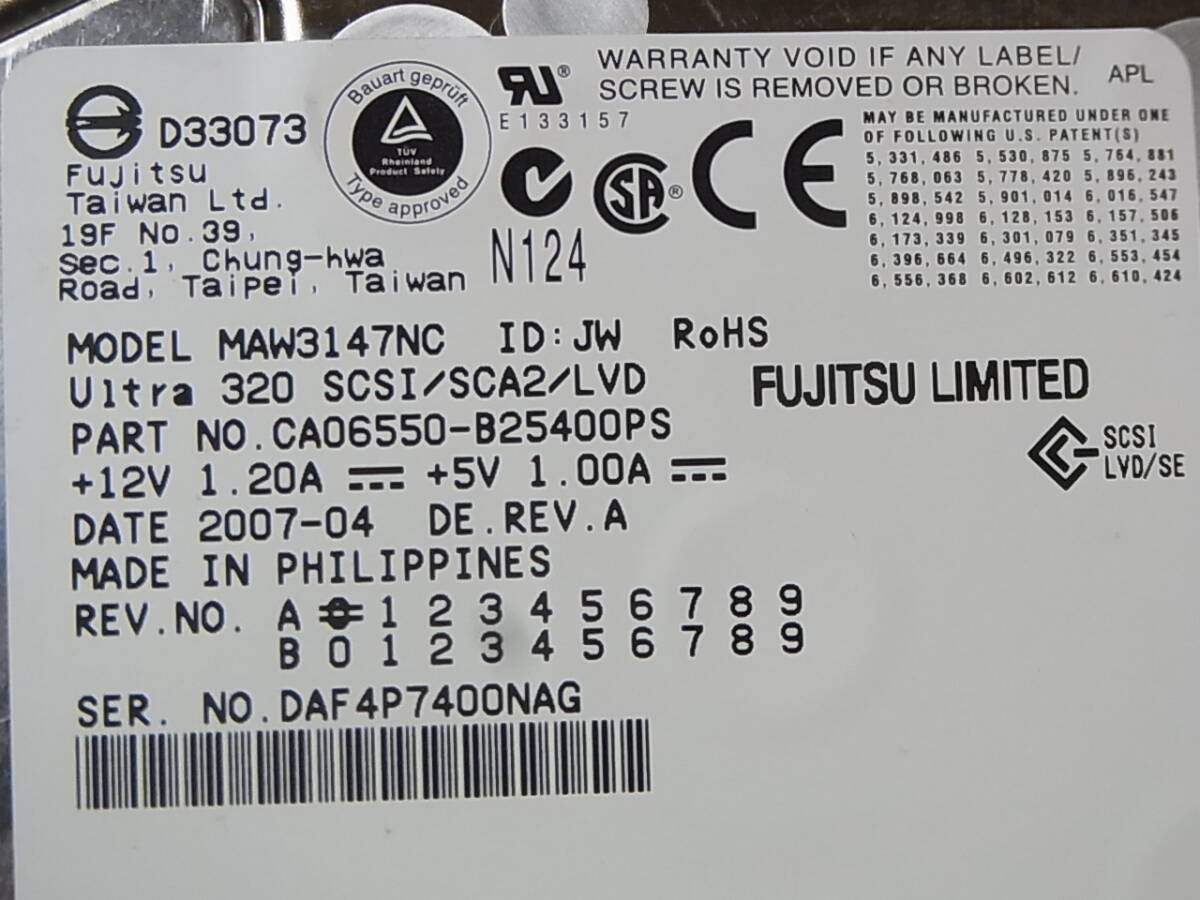 D33073
Fujitsu
Taiwan Ltd.
19F No.39,
Sec.1, Chung-hwa
Road, Taipei, Taiwan
Bauart geprüft
TÜV
Rheinland
Product Safety
Type approved
E133157
N124
WARRANTY VOID IF ANY LABEL/
SCREW IS REMOVED OR BROKEN.
APL
MAY BE MANUFACTURED UNDER ONE
OF FOLLOWING U.S. PATENT(S)
5,331,486 5,530,875 5,764,881
5,768,063 5,778,420 5,896,243
5,898,542 5,901,014 6,016,547
6,124,998 6,128,153 6,157,506
6,173,339 6,301,079 6,351,345
6,396,664 6,496,322 6,553,454
6,556,368 6,602,612 6,610,424
MODEL MAW3147NC ID:JW RoHS
Ultra 320 SCSI/SCA2/LVD
FUJITSU LIMITED
PART NO.CA06550-B25400PS
SCSI
LVD/SE
+12V 1.20A +5V 1.00A
DATE 2007-04 DE.REV.A
MADE IN PHILIPPINES
REV.NO. A 0 1 2 3 4 5 6 7 8 9
B 0 1 2 3 4 5 6 7 8 9
SER. NO.DAF4P7400NAG